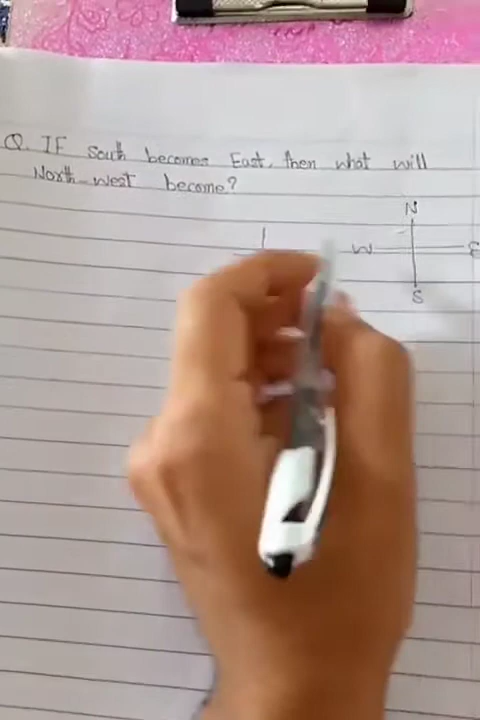 Q. IF South becomes East, then what will
North-west become?
N
W E
S